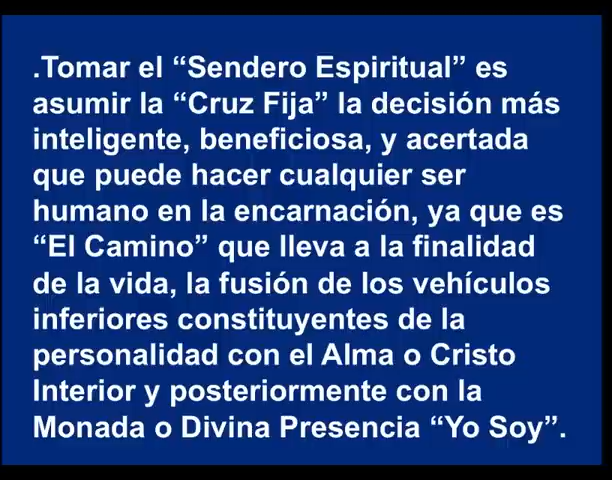 .Tomar el “Sendero Espiritual” es
asumir la “Cruz Fija” la decisión más
inteligente, beneficiosa, y acertada
que puede hacer cualquier ser
humano en la encarnación, ya que es
“El Camino” que lleva a la finalidad
de la vida, la fusión de los vehículos
inferiores constituyentes de la
personalidad con el Alma o Cristo
Interior y posteriormente con la
Monada o Divina Presencia “Yo Soy”.